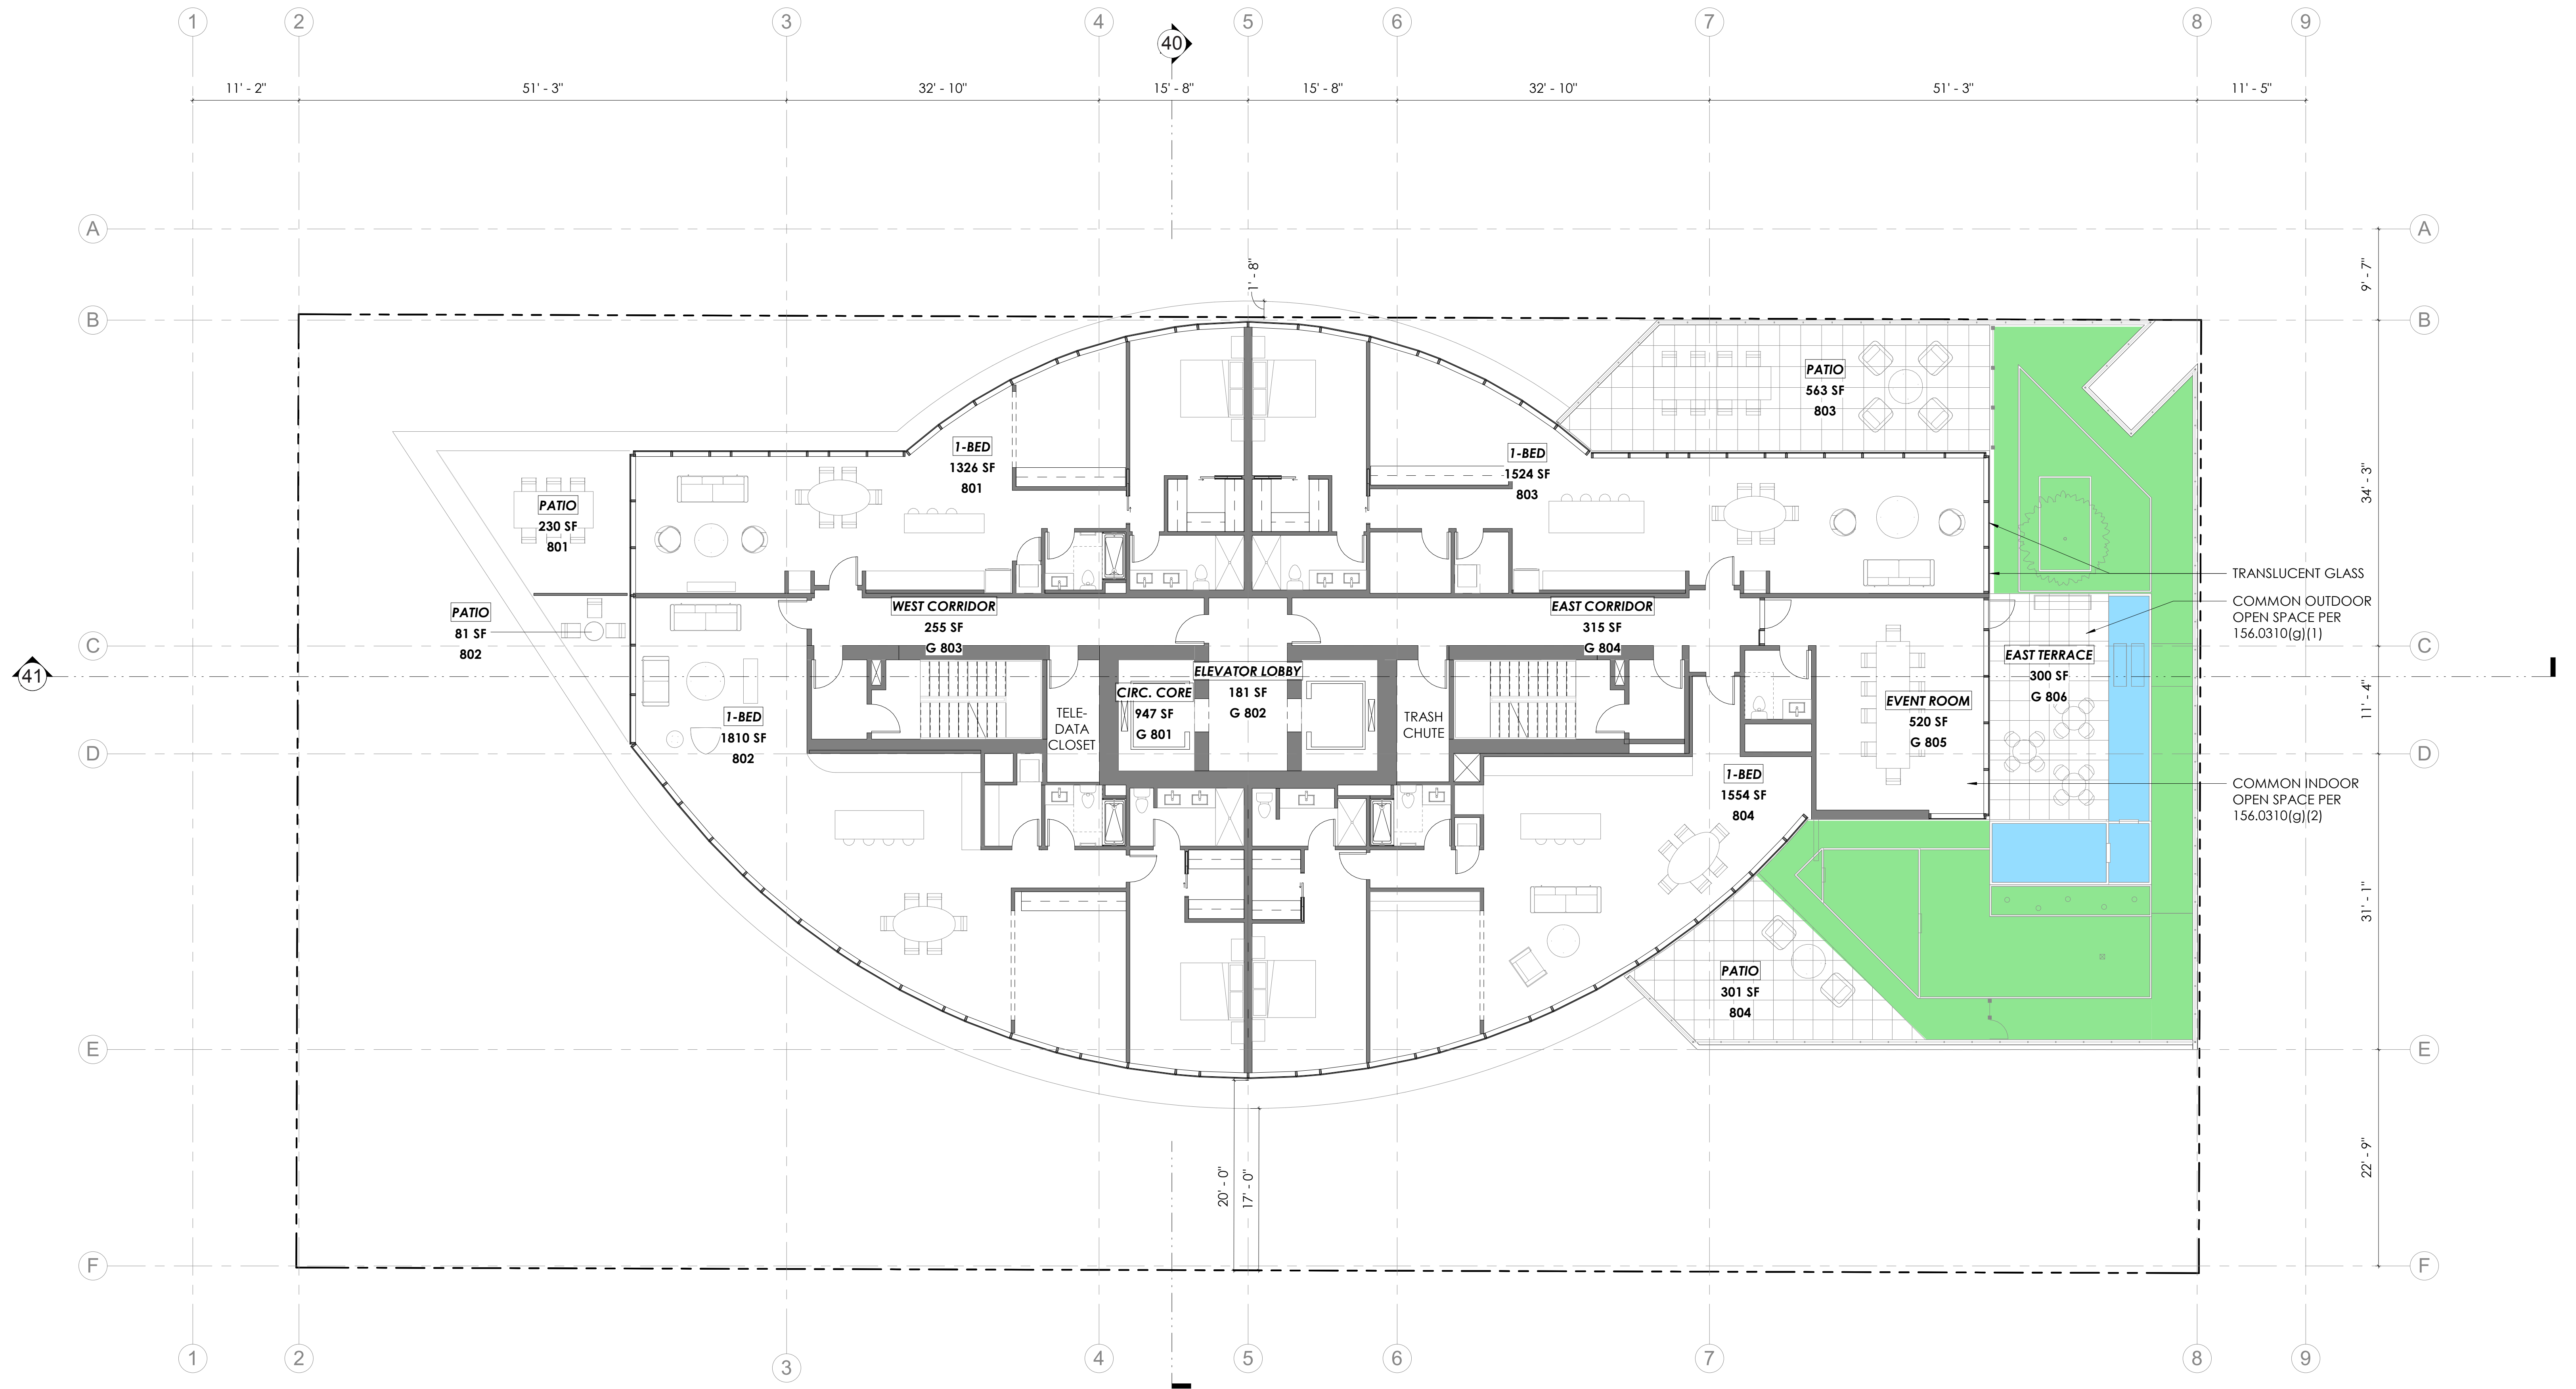 1
2
3
4
5
6
7
8
9
40
11' - 2"
51' - 3"
32' - 10"
15' - 8"
15' - 8"
32' - 10"
51' - 3"
11' - 5"
A
A
9' - 7"
1' - 8"
B
B
PATIO
563 SF
803
1-BED
1326 SF
801
1-BED
1524 SF
803
34' - 3"
PATIO
230 SF
801
TRANSLUCENT GLASS
PATIO
81 SF
802
WEST CORRIDOR
255 SF
G 803
EAST CORRIDOR
315 SF
G 804
COMMON OUTDOOR
OPEN SPACE PER
156.0310(g)(1)
C
C
41
ELEVATOR LOBBY
181 SF
G 802
CIRC. CORE
947 SF
G 801
EAST TERRACE
300 SF
G 806
EVENT ROOM
520 SF
G 805
11' - 4"
1-BED
1810 SF
802
TELE-
DATA
CLOSET
TRASH
CHUTE
D
D
1-BED
1554 SF
804
COMMON INDOOR
OPEN SPACE PER
156.0310(g)(2)
31' - 1"
PATIO
301 SF
804
E
E
20' - 0"
17' - 0"
22' - 9"
F
F
1
2
3
4
5
6
7
8
9